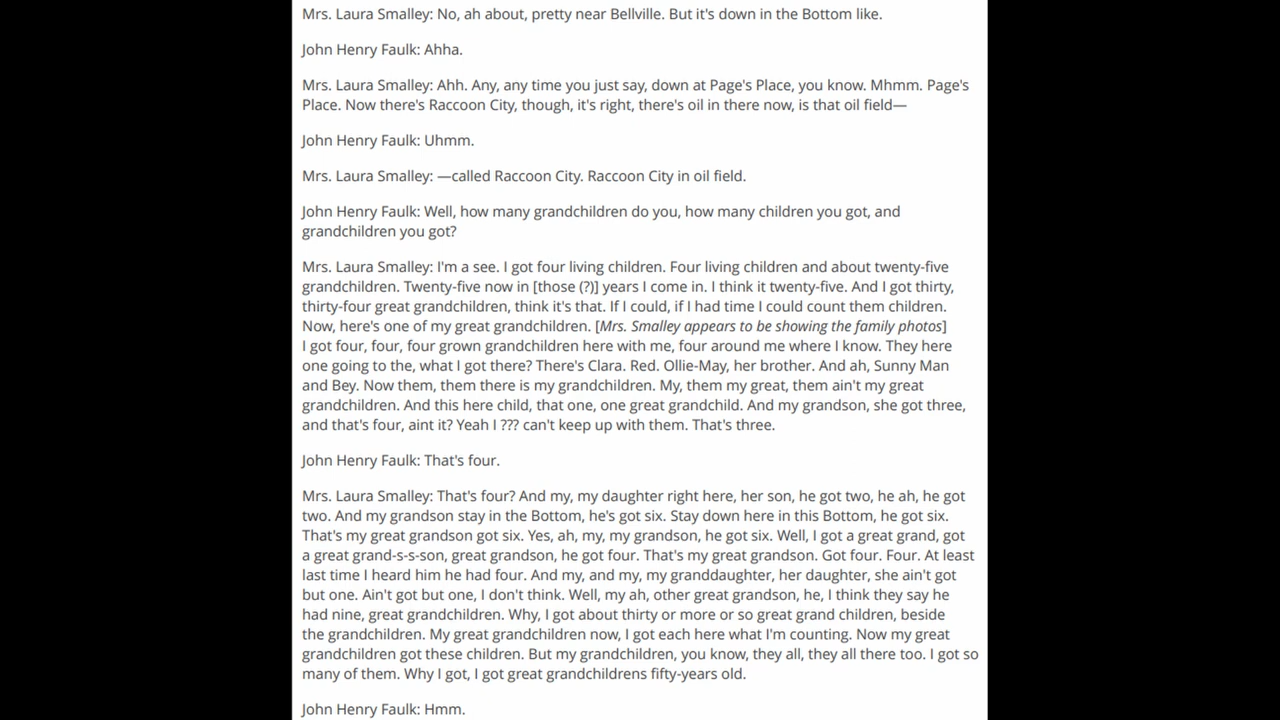 Mrs. Laura Smalley: No, ah about, pretty near Bellville. But it's down in the Bottom like.
John Henry Faulk: Ahha.
Mrs. Laura Smalley: Ahh. Any, any time you just say, down at Page's Place, you know. Mhmm. Page's
Place. Now there's Raccoon City, though, it's right, there's oil in there now, is that oil field—
John Henry Faulk: Uhmm.
Mrs. Laura Smalley: —called Raccoon City. Raccoon City in oil field.
John Henry Faulk: Well, how many grandchildren do you, how many children you got, and
grandchildren you got?
Mrs. Laura Smalley: I'm a see. I got four living children. Four living children and about twenty-five
grandchildren. Twenty-five now in [those (?)] years I come in. I think it twenty-five. And I got thirty,
thirty-four great grandchildren, think it's that. If I could, if I had time I could count them children.
Now, here's one of my great grandchildren. [Mrs. Smalley appears to be showing the family photos]
I got four, four, four grown grandchildren here with me, four around me where I know. They here
one going to the, what I got there? There's Clara. Red. Ollie-May, her brother. And ah, Sunny Man
and Bey. Now them, them there is my grandchildren. My, them my great, them ain't my great
grandchildren. And this here child, that one, one great grandchild. And my grandson, she got three,
and that's four, aint it? Yeah I ??? can't keep up with them. That's three.
John Henry Faulk: That's four.
Mrs. Laura Smalley: That's four? And my, my daughter right here, her son, he got two, he ah, he got
two. And my grandson stay in the Bottom, he's got six. Stay down here in this Bottom, he got six.
That's my great grandson got six. Yes, ah, my, my grandson, he got six. Well, I got a great grand, got
a great grand-s-s-son, great grandson, he got four. That's my great grandson. Got four. Four. At least
last time I heard him he had four. And my, and my, my granddaughter, her daughter, she ain't got
but one. Ain't got but one, I don't think. Well, my ah, other great grandson, he, I think they say he
had nine, great grandchildren. Why, I got about thirty or more or so great grand children, beside
the grandchildren. My great grandchildren now, I got each here what I'm counting. Now my great
grandchildren got these children. But my grandchildren, you know, they all, they all there too. I got so
many of them. Why I got, I got great grandchildrens fifty-years old.
John Henry Faulk: Hmm.